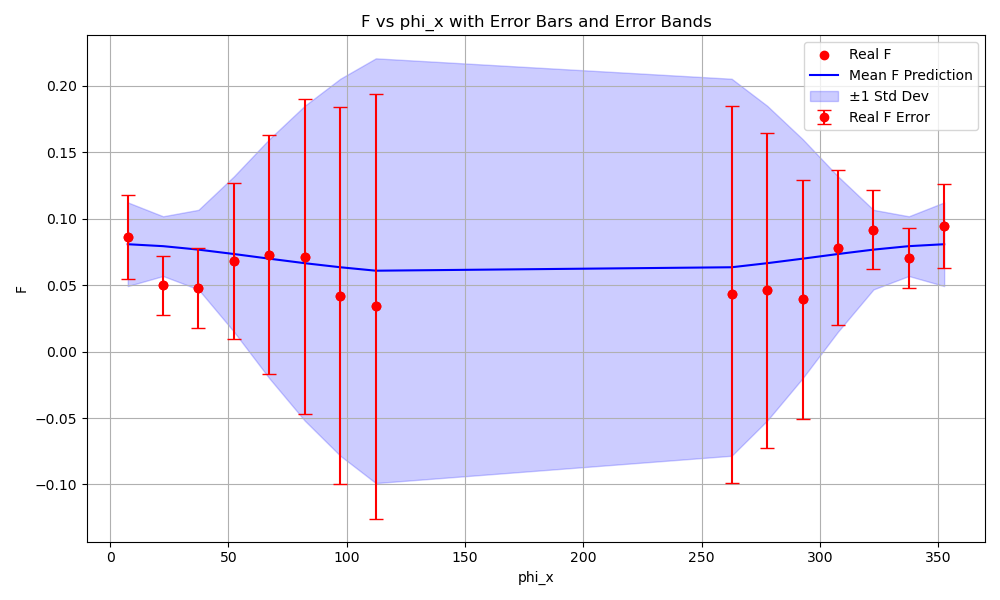 F vs phi_x with Error Bars and Error Bands
Real F
Mean F Prediction
±1 Std Dev
Real F Error
F
0.20
0.15
0.10
0.05
0.00
−0.05
−0.10
0 50 100 150 200 250 300 350
phi_x